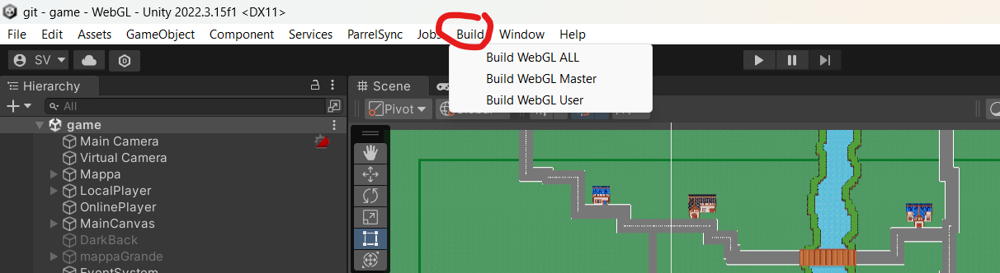 git - game - WebGL - Unity 2022.3.15f1 <DX11>
File Edit Assets GameObject Component Services ParrelSync Jobs Build Window Help
SV
Build WebGL ALL
Build WebGL Master
Build WebGL User
Hierarchy
Scene
All
Pivot
game
Main Camera
Virtual Camera
Mappa
LocalPlayer
OnlinePlayer
MainCanvas
DarkBack
mappaGrande
EventSystem